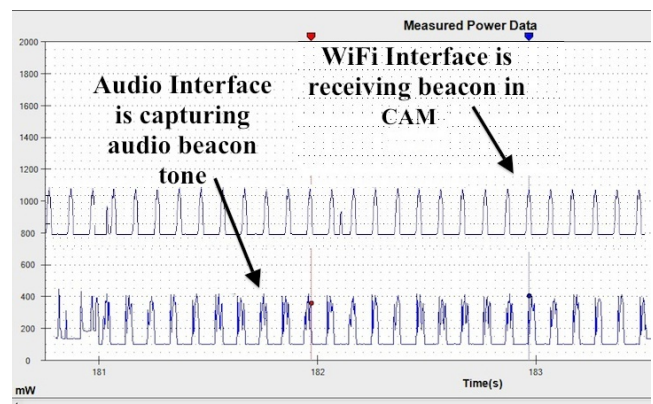 Measured Power Data
2000
1800
1600
1400
1200
1000
800
600
400
200
0
WiFi Interface is
receiving beacon in
CAM
Audio Interface
is capturing
audio beacon
tone
181
182
183
mW
Time(s)